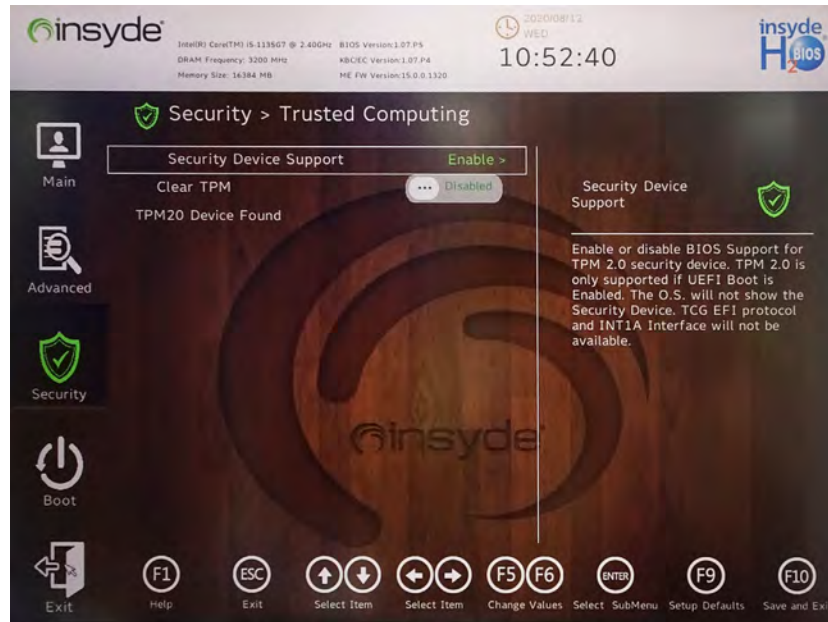 insyde
Intel(R) Core(TM) i5-1135G7 @ 2.40GHz BIOS Version:1.07.P5
DRAM Frequency: 3200 MHz KBC/EC Version:1.07.P4
Memory Size: 16384 MB ME FW Version:15.0.0.1320
2020/08/12
WED
10:52:40
insyde
H2O BIOS
Security > Trusted Computing
Main
Security Device Support Enable >
Clear TPM ... Disabled
TPM20 Device Found
Security Device
Support
Enable or disable BIOS Support for
TPM 2.0 security device. TPM 2.0 is
only supported if UEFI Boot is
Enabled. The O.S. will not show the
Security Device. TCG EFI protocol
and INT1A Interface will not be
available.
Advanced
Security
Boot
Exit
insyde
F1
Help
ESC
Exit
Select Item
Select Item
F5 F6
Change Values
ENTER
Select SubMenu
F9
Setup Defaults
F10
Save and Exi